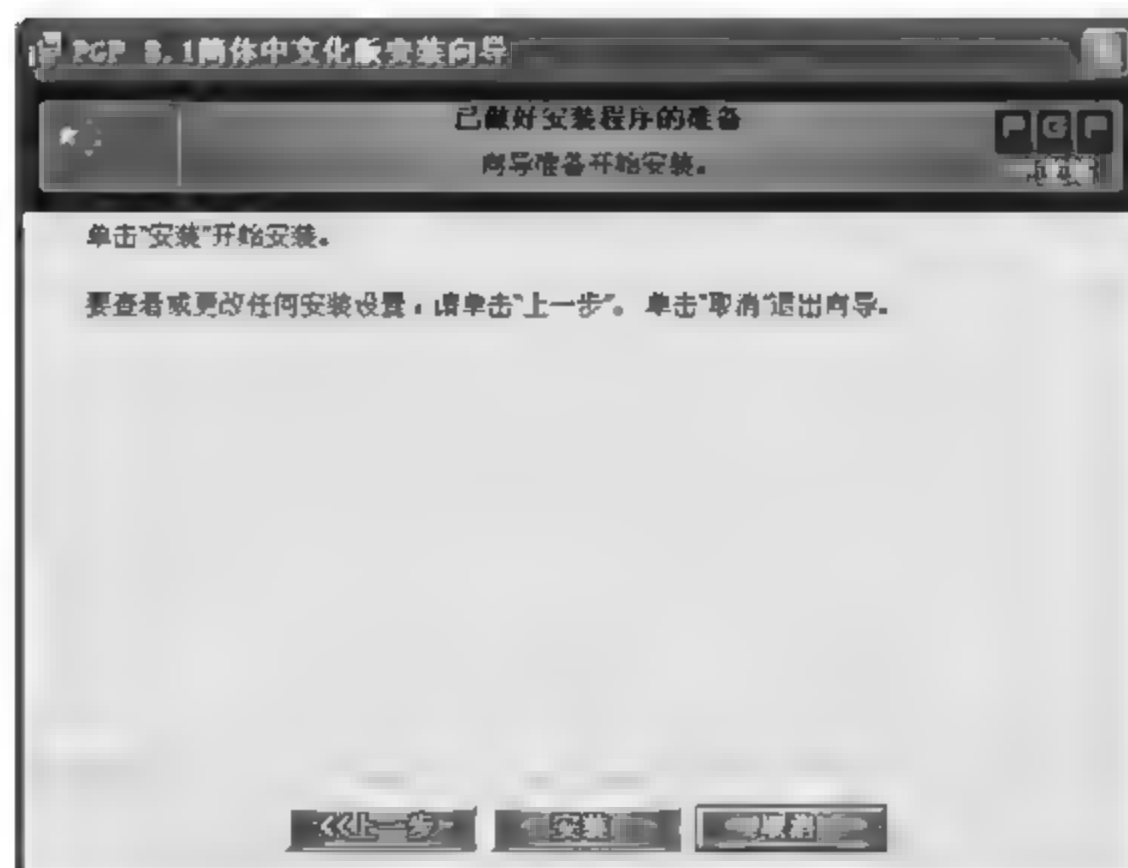 PGP 8.1简体中文化版安装向导
已做好安装程序的准备
向导准备开始安装。
PGP
单击"安装"开始安装。
要查看或更改任何安装设置，请单击"上一步"。 单击"取消"退出向导。
<<上一步
安装
取消